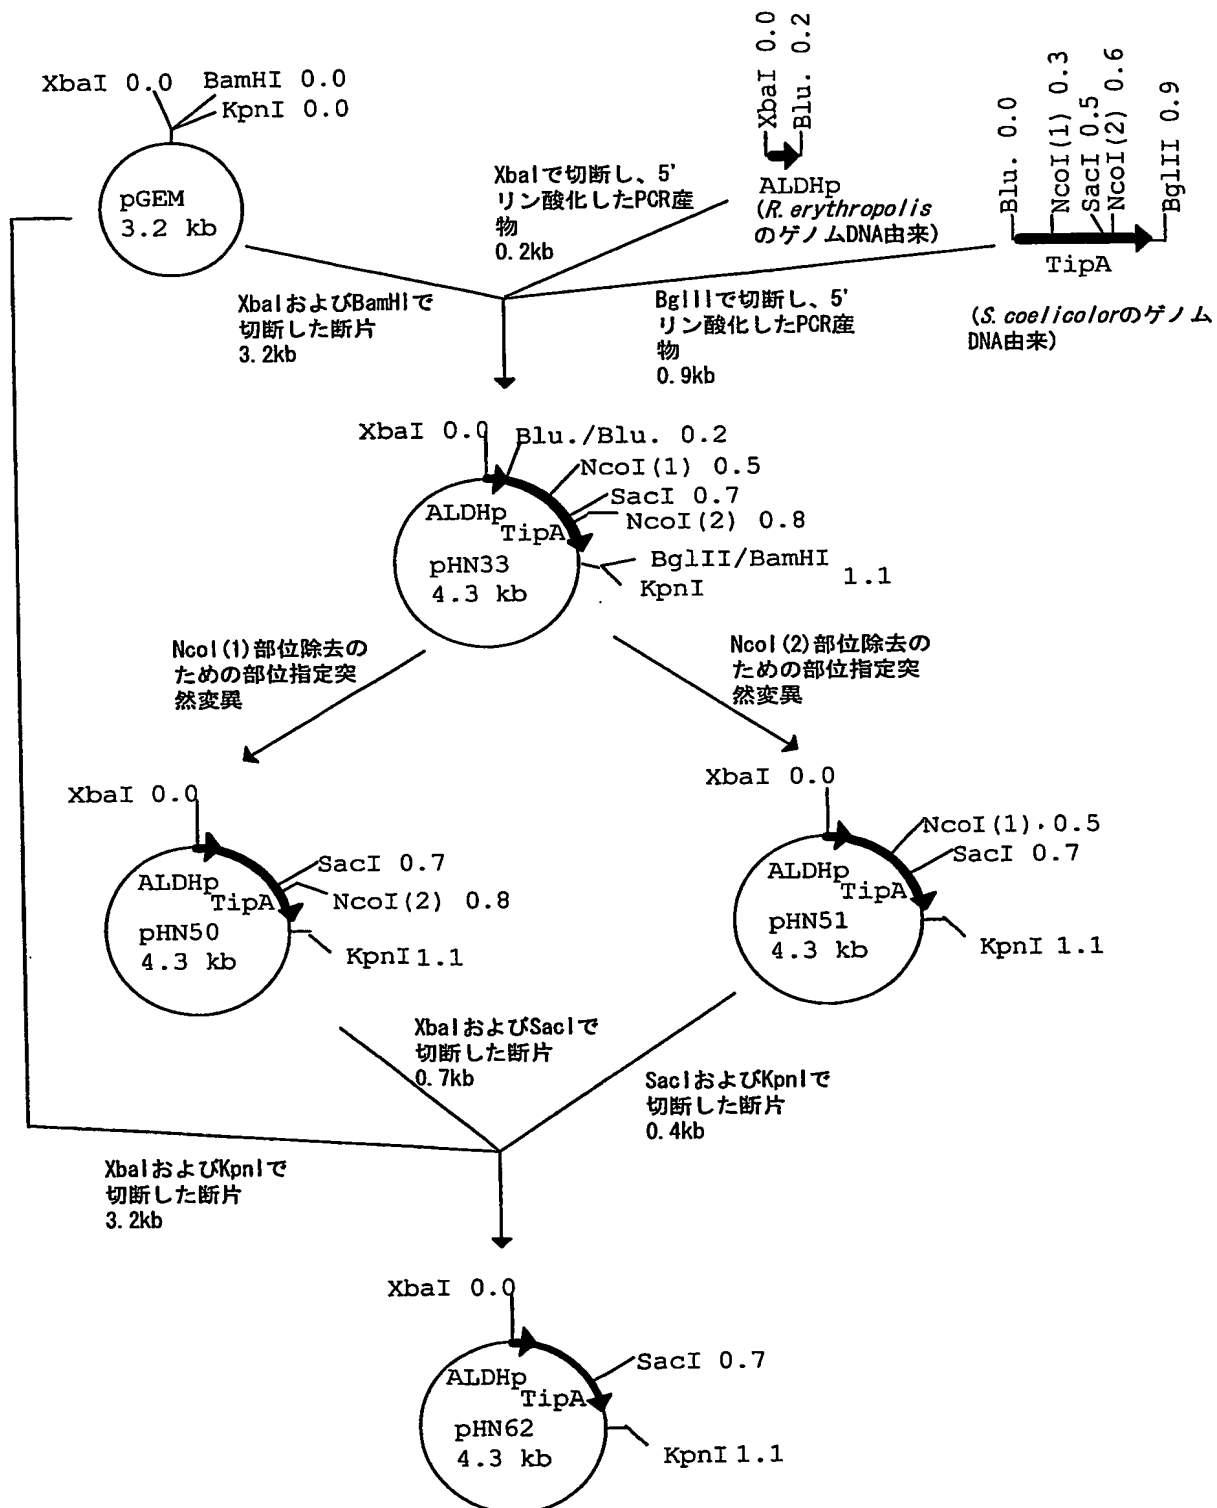 XbaI 0.0
BamHI 0.0
KpnI 0.0
pGEM
3.2 kb
XbaI 0.0
Blu. 0.2
ALDHp
(R. erythropolis
のゲノムDNA由来)
Blu. 0.0
NcoI(1) 0.3
SacI 0.5
NcoI(2) 0.6
BglII 0.9
TipA
(S. coelicolorのゲノム
DNA由来)
XbaIで切断し、5'
リン酸化したPCR産
物
0.2kb
XbaIおよびBamHIで
切断した断片
3.2kb
BglIIで切断し、5'
リン酸化したPCR産
物
0.9kb
XbaI 0.0
Blu./Blu. 0.2
NcoI(1) 0.5
SacI 0.7
NcoI(2) 0.8
ALDHp
TipA
pHN33
4.3 kb
BglII/BamHI
KpnI
1.1
NcoI(1)部位除去の
ための部位指定突
然変異
NcoI(2)部位除去の
ための部位指定突
然変異
XbaI 0.0
SacI 0.7
NcoI(2) 0.8
ALDHp
TipA
pHN50
4.3 kb
KpnI 1.1
XbaI 0.0
NcoI(1) 0.5
SacI 0.7
ALDHp
TipA
pHN51
4.3 kb
KpnI 1.1
XbaIおよびSacIで
切断した断片
0.7kb
SacIおよびKpnIで
切断した断片
0.4kb
XbaIおよびKpnIで
切断した断片
3.2kb
XbaI 0.0
SacI 0.7
ALDHp
TipA
pHN62
4.3 kb
KpnI 1.1